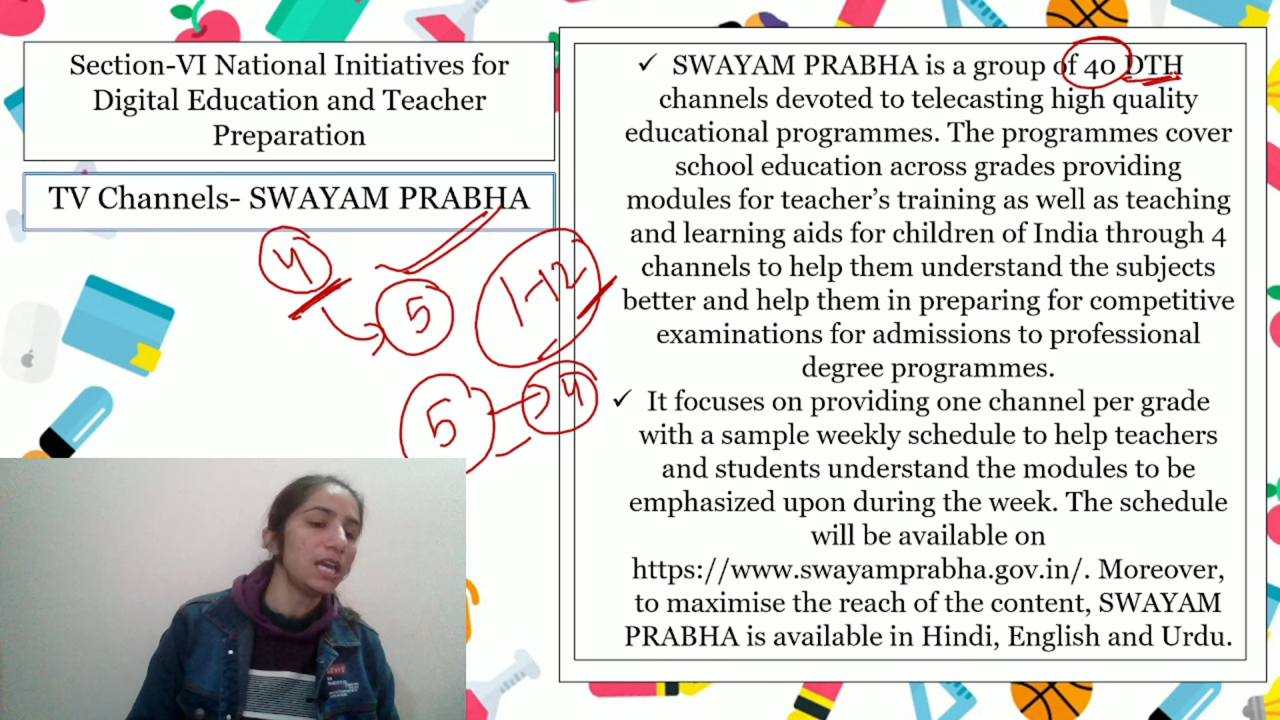 Section-VI National Initiatives for
Digital Education and Teacher
Preparation
TV Channels- SWAYAM PRABHA
4
5
1-12
5
4
✓ SWAYAM PRABHA is a group of 40 DTH
channels devoted to telecasting high quality
educational programmes. The programmes cover
school education across grades providing
modules for teacher’s training as well as teaching
and learning aids for children of India through 4
channels to help them understand the subjects
better and help them in preparing for competitive
examinations for admissions to professional
degree programmes.
✓ It focuses on providing one channel per grade
with a sample weekly schedule to help teachers
and students understand the modules to be
emphasized upon during the week. The schedule
will be available on
https://www.swayamprabha.gov.in/. Moreover,
to maximise the reach of the content, SWAYAM
PRABHA is available in Hindi, English and Urdu.